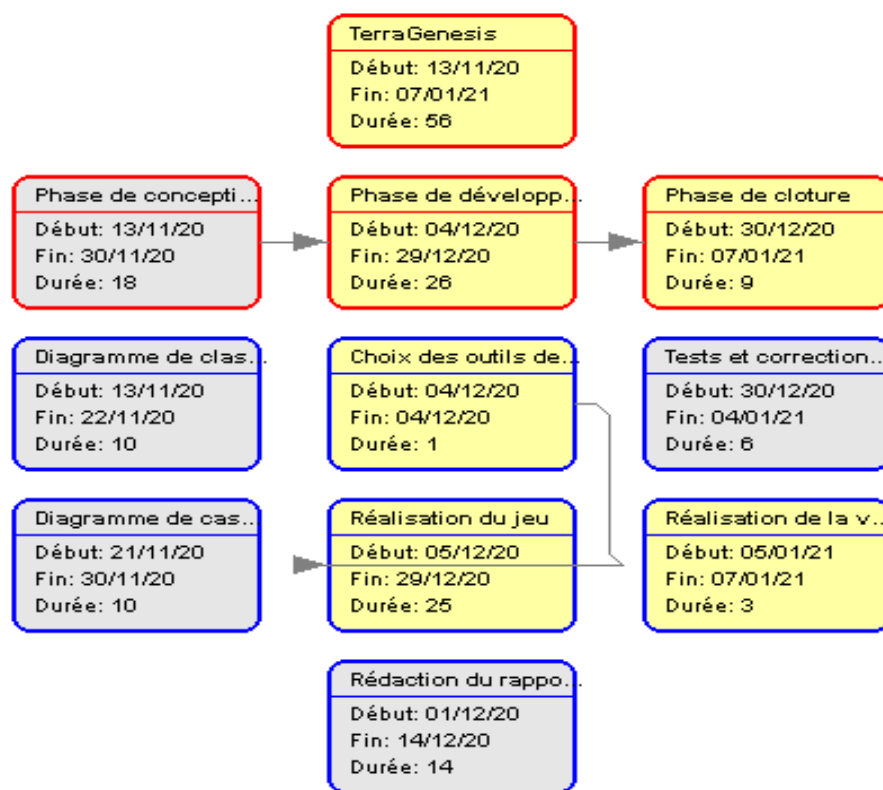 TerraGenesis
Début: 13/11/20
Fin: 07/01/21
Durée: 56
Phase de concepti...
Début: 13/11/20
Fin: 30/11/20
Durée: 18
Phase de développ...
Début: 04/12/20
Fin: 29/12/20
Durée: 26
Phase de cloture
Début: 30/12/20
Fin: 07/01/21
Durée: 9
Diagramme de clas...
Début: 13/11/20
Fin: 22/11/20
Durée: 10
Choix des outils de...
Début: 04/12/20
Fin: 04/12/20
Durée: 1
Tests et correction...
Début: 30/12/20
Fin: 04/01/21
Durée: 6
Diagramme de cas...
Début: 21/11/20
Fin: 30/11/20
Durée: 10
Réalisation du jeu
Début: 05/12/20
Fin: 29/12/20
Durée: 25
Réalisation de la v...
Début: 05/01/21
Fin: 07/01/21
Durée: 3
Rédaction du rappo...
Début: 01/12/20
Fin: 14/12/20
Durée: 14